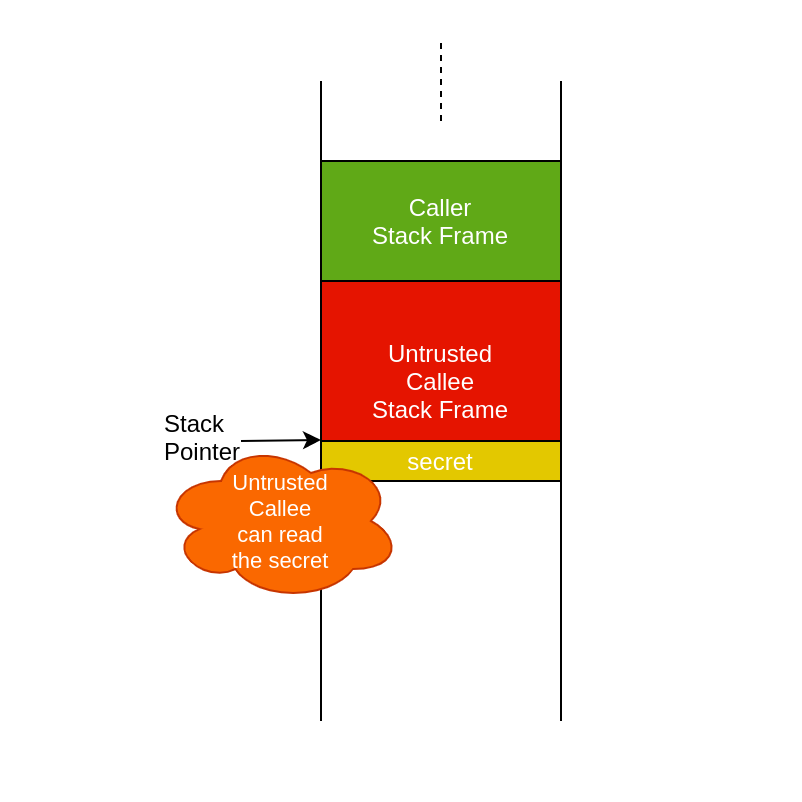 Caller
Stack Frame
Untrusted
Callee
Stack Frame
Stack
Pointer
secret
Untrusted
Callee
can read
the secret